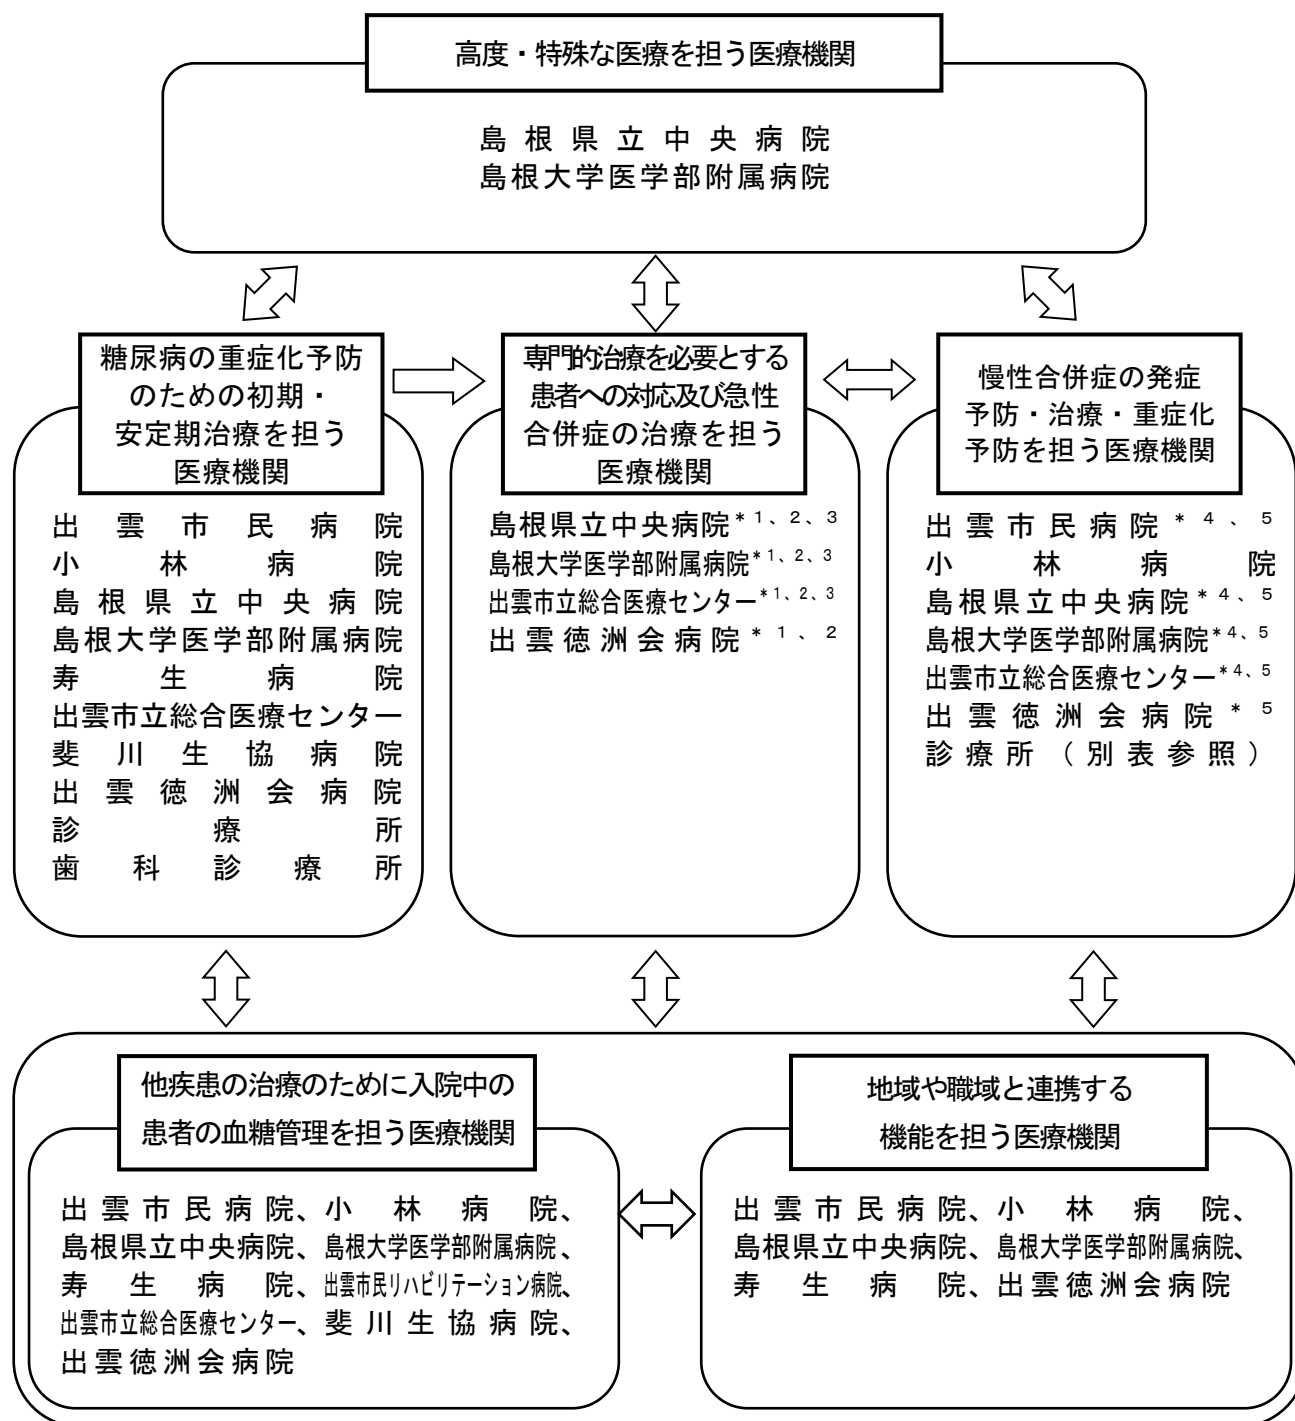 高度・特殊な医療を担う医療機関
島根県立中央病院
島根大学医学部附属病院
糖尿病の重症化予防
のための初期・
安定期治療を担う
医療機関
出雲市民病院
小林病院
島根県立中央病院
島根大学医学部附属病院
寿生病院
出雲市立総合医療センター
斐川生協病院
出雲徳洲会病院
診療所
歯科診療所
専門的治療を必要とする
患者への対応及び急性
合併症の治療を担う
医療機関
島根県立中央病院*1、2、3
島根大学医学部附属病院*1、2、3
出雲市立総合医療センター*1、2、3
出雲徳洲会病院*1、2
慢性合併症の発症
予防・治療・重症化
予防を担う医療機関
出雲市民病院*4、5
小林病院
島根県立中央病院*4、5
島根大学医学部附属病院*4、5
出雲市立総合医療センター*4、5
出雲徳洲会病院*5
診療所（別表参照）
他疾患の治療のために入院中の
患者の血糖管理を担う医療機関
出雲市民病院、小林病院、
島根県立中央病院、島根大学医学部附属病院、
寿生病院、出雲市民リハビリテーション病院、
出雲市立総合医療センター、斐川生協病院、
出雲徳洲会病院
地域や職域と連携する
機能を担う医療機関
出雲市民病院、小林病院、
島根県立中央病院、島根大学医学部附属病院、
寿生病院、出雲徳洲会病院